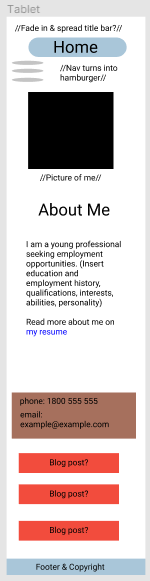 Tablet
//Fade in & spread title bar?//
Home
//Nav turns into
hamburger//
//Picture of me//
About Me
I am a young professional
seeking employment
opportunities. (Insert
education and
employment history,
qualifications, interests,
abilities, personality)
Read more about me on
my resume
phone: 1800 555 555
email:
example@example.com
Blog post?
Blog post?
Blog post?
Footer & Copyright